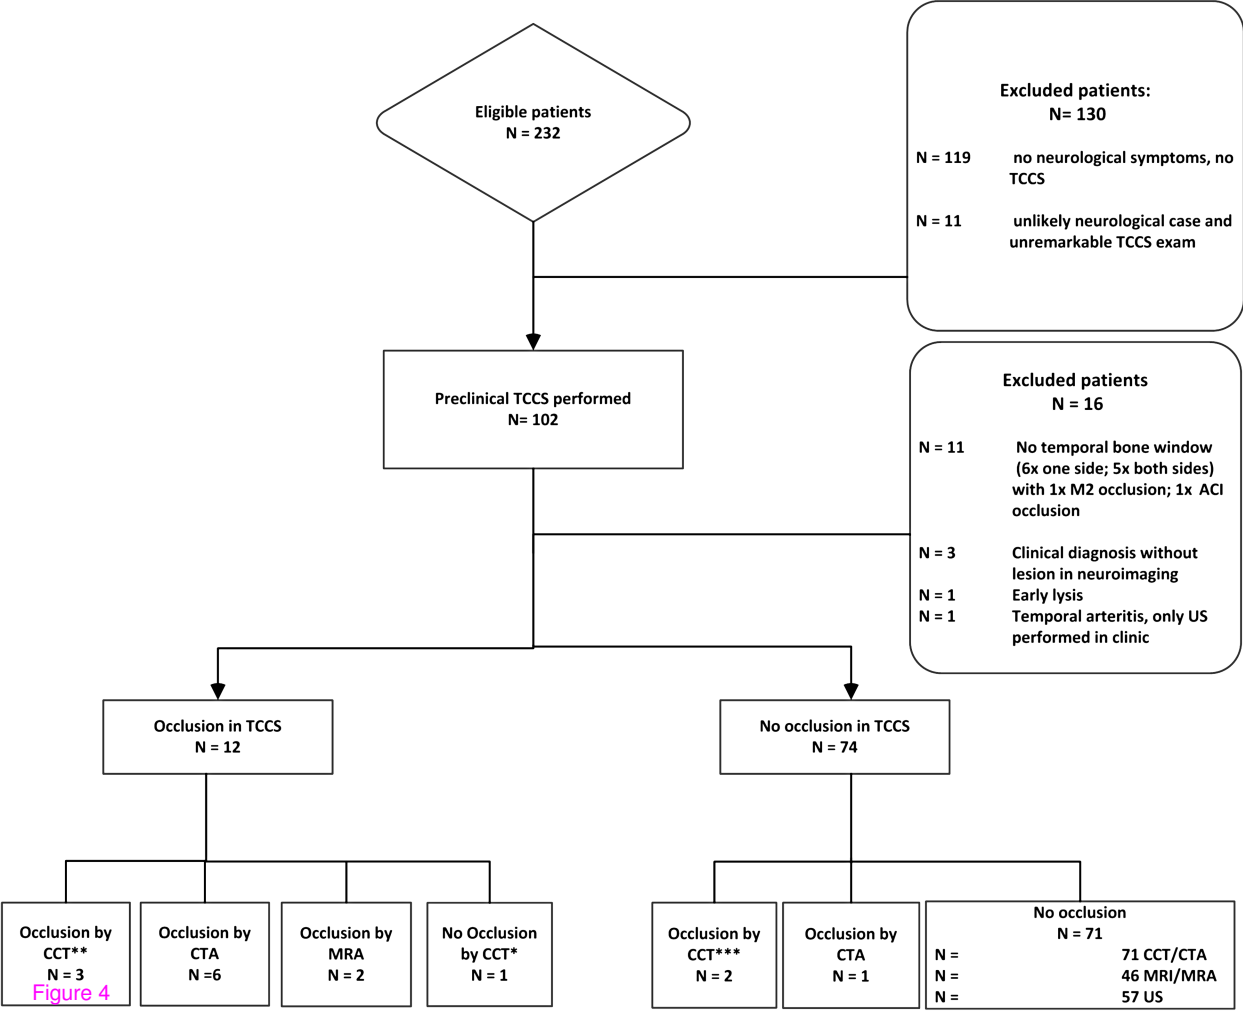 Eligible patients
N = 232
Excluded patients:
N= 130
N = 119 no neurological symptoms, no
TCCS
N = 11 unlikely neurological case and
unremarkable TCCS exam
Preclinical TCCS performed
N= 102
Excluded patients
N = 16
N = 11 No temporal bone window
(6x one side; 5x both sides)
with 1x M2 occlusion; 1x ACI
occlusion
N = 3 Clinical diagnosis without
lesion in neuroimaging
N = 1 Early lysis
N = 1 Temporal arteritis, only US
performed in clinic
Occlusion in TCCS
N = 12
No occlusion in TCCS
N = 74
Occlusion by
CCT**
N = 3
Occlusion by
CTA
N =6
Occlusion by
MRA
N = 2
No Occlusion
by CCT*
N = 1
Occlusion by
CCT***
N = 2
Occlusion by
CTA
N = 1
No occlusion
N = 71
N = 71 CCT/CTA
N = 46 MRI/MRA
N = 57 US
Figure 4